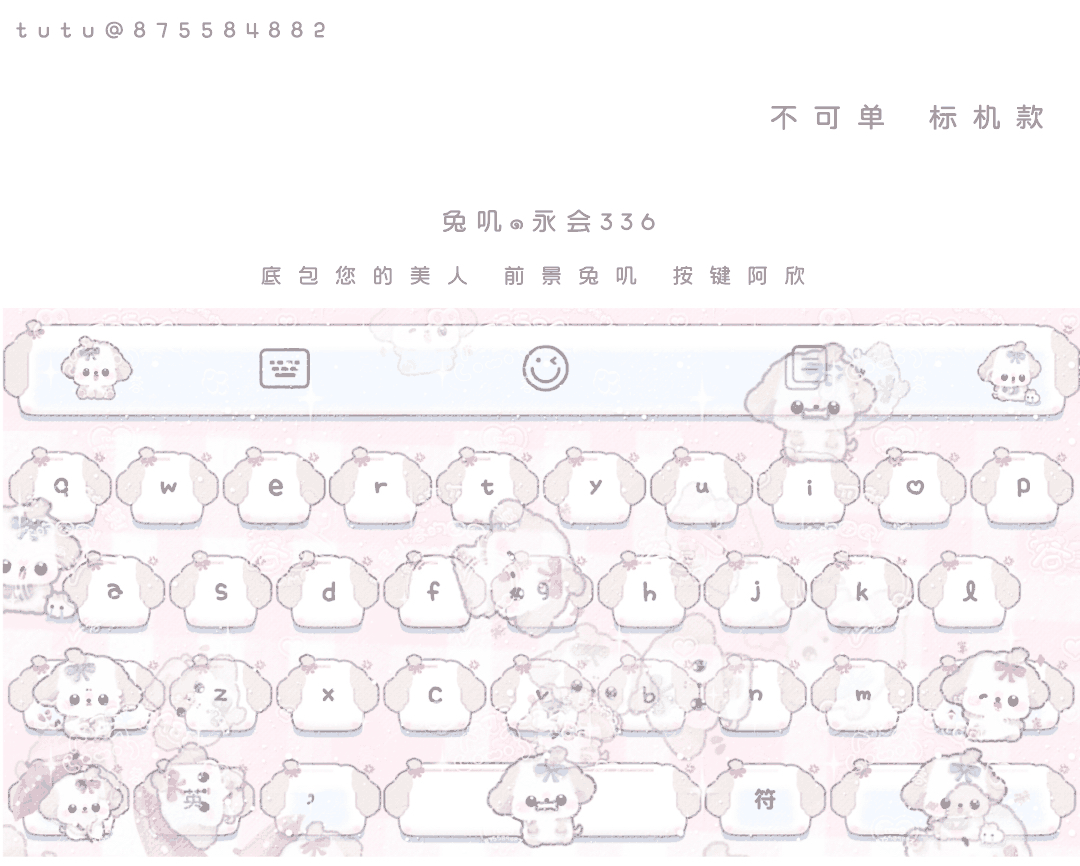 tutu@875584882
不可单 标机款
兔叽๑永会336
底包您的美人 前景兔叽 按键阿欣
q w e r t y u i ♡ p
a s d f g h j k l
z x c v b n m
英 , 符